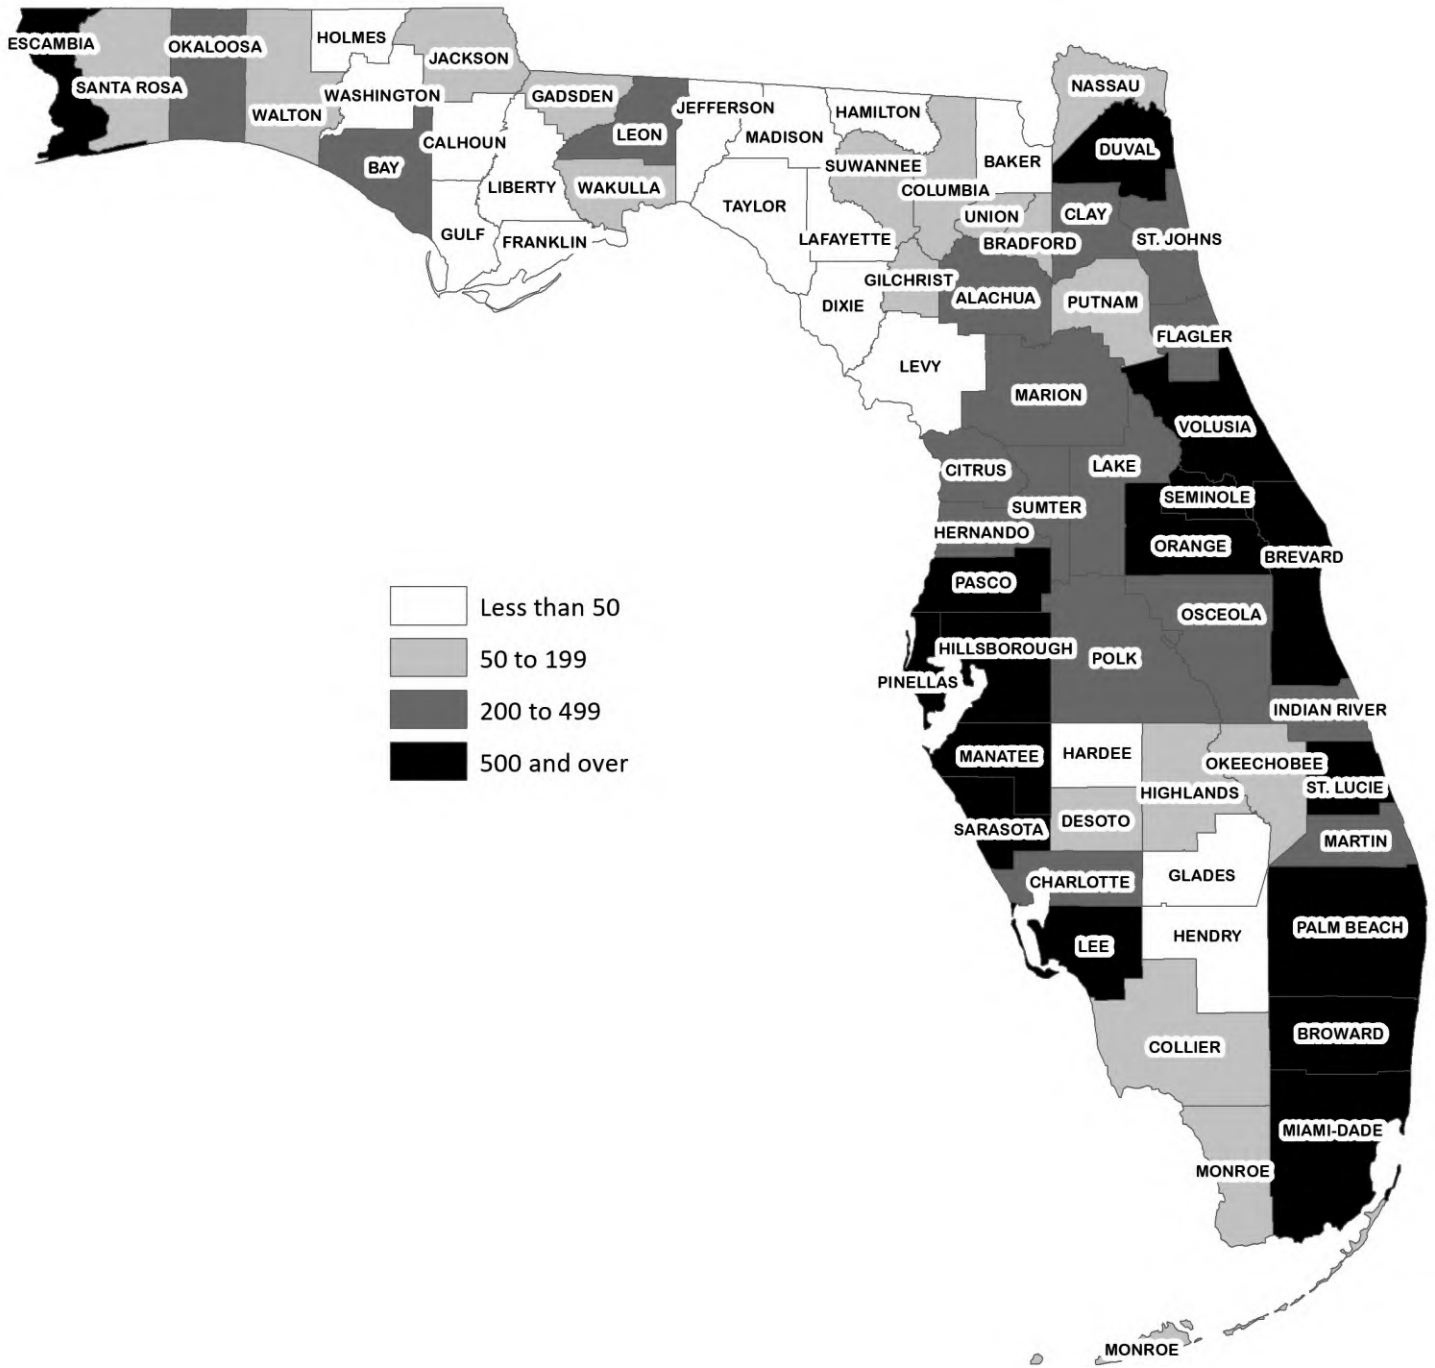 ESCAMBIA
OKALOOSA
HOLMES
JACKSON
SANTA ROSA
WALTON
WASHINGTON
GADSDEN
NASSAU
BAY
CALHOUN
LEON
JEFFERSON
MADISON
HAMILTON
DUVAL
LIBERTY
WAKULLA
SUWANNEE
BAKER
COLUMBIA
TAYLOR
UNION
CLAY
GULF
FRANKLIN
LAFAYETTE
BRADFORD
ST. JOHNS
GILCHRIST
DIXIE
ALACHUA
PUTNAM
FLAGLER
LEVY
MARION
VOLUSIA
CITRUS
LAKE
SEMINOLE
SUMTER
HERNANDO
ORANGE
BREVARD
PASCO
OSCEOLA
HILLSBOROUGH
POLK
PINELLAS
INDIAN RIVER
MANATEE
HARDEE
OKEECHOBEE
HIGHLANDS
ST. LUCIE
SARASOTA
DESOTO
MARTIN
CHARLOTTE
GLADES
LEE
HENDRY
PALM BEACH
COLLIER
BROWARD
MIAMI-DADE
MONROE
MONROE
Less than 50
50 to 199
200 to 499
500 and over